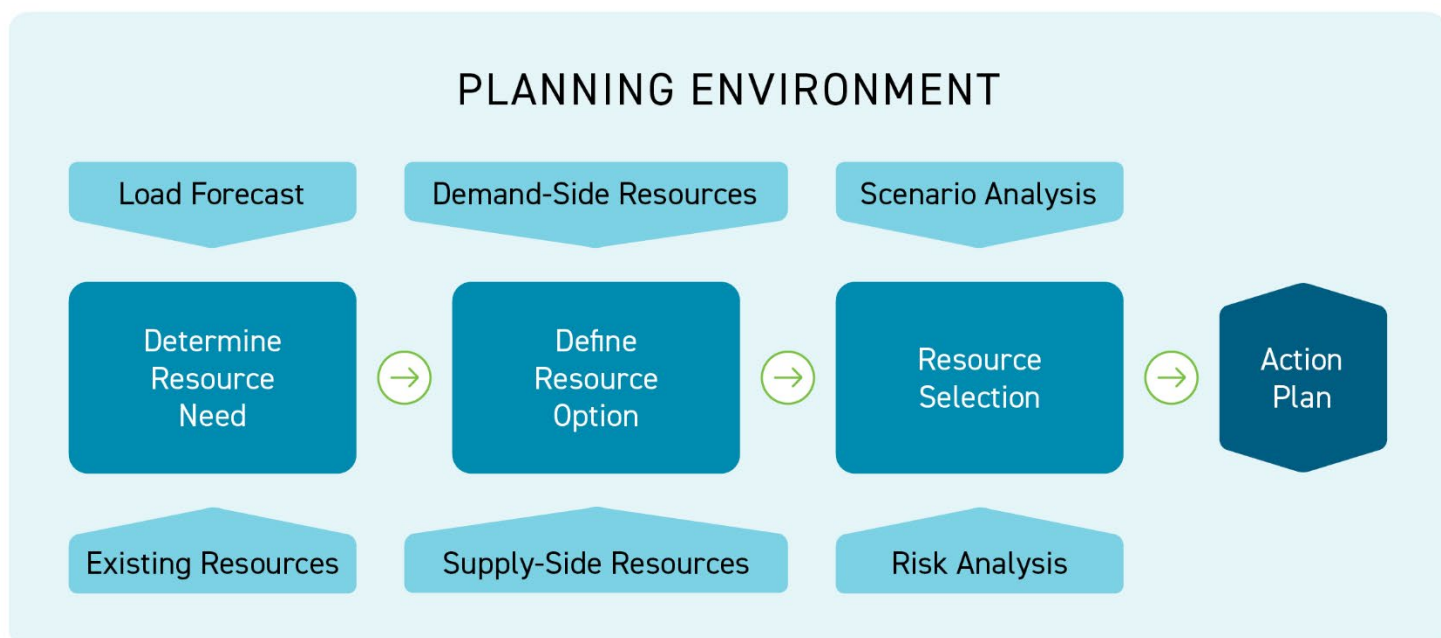 PLANNING ENVIRONMENT
Load Forecast
Demand-Side Resources
Scenario Analysis
Determine
Resource
Need
Define
Resource
Option
Resource
Selection
Action
Plan
Existing Resources
Supply-Side Resources
Risk Analysis